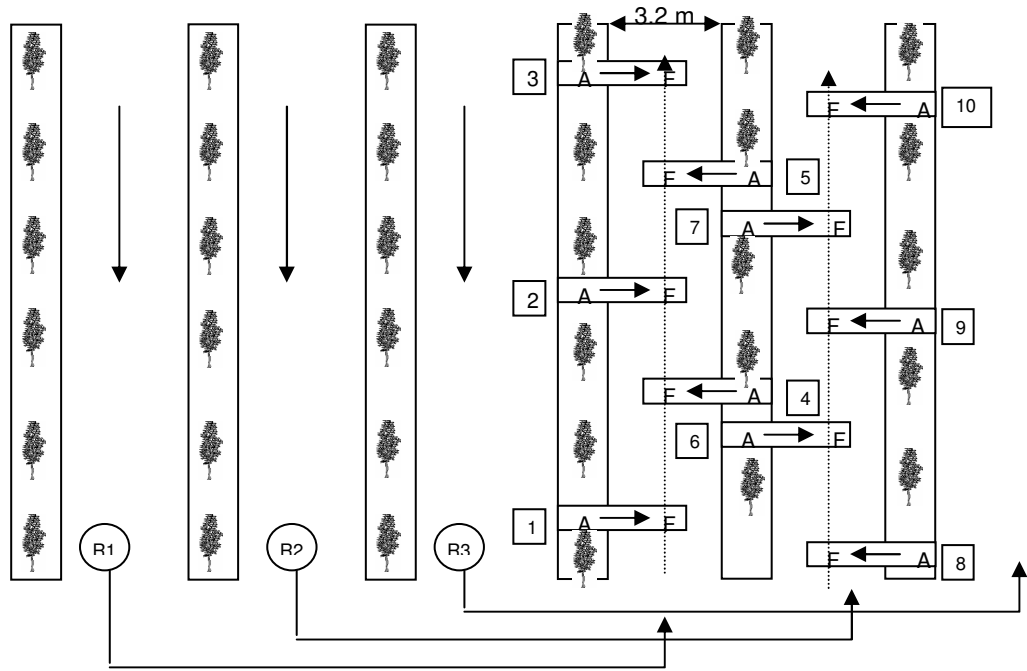 3.2 m
3 A F
F A 10
F A 5
7 A F
2 A F
F A 9
F A 4
6 A F
1 A F
R1 R2 R3
F A 8